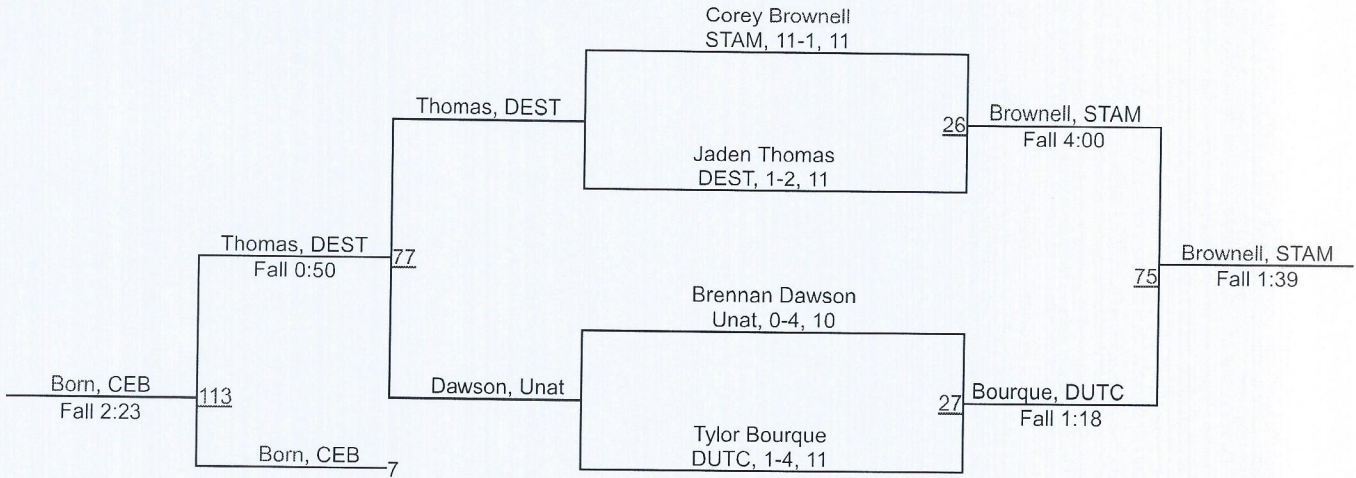 Corey Brownell
STAM, 11-1, 11
Thomas, DEST
26
Brownell, STAM
Fall 4:00
Jaden Thomas
DEST, 1-2, 11
Thomas, DEST
Fall 0:50
77
75
Brownell, STAM
Fall 1:39
Brennan Dawson
Unat, 0-4, 10
Born, CEB
Fall 2:23
113
Dawson, Unat
27
Bourque, DUTC
Fall 1:18
Tylor Bourque
DUTC, 1-4, 11
Born, CEB
7